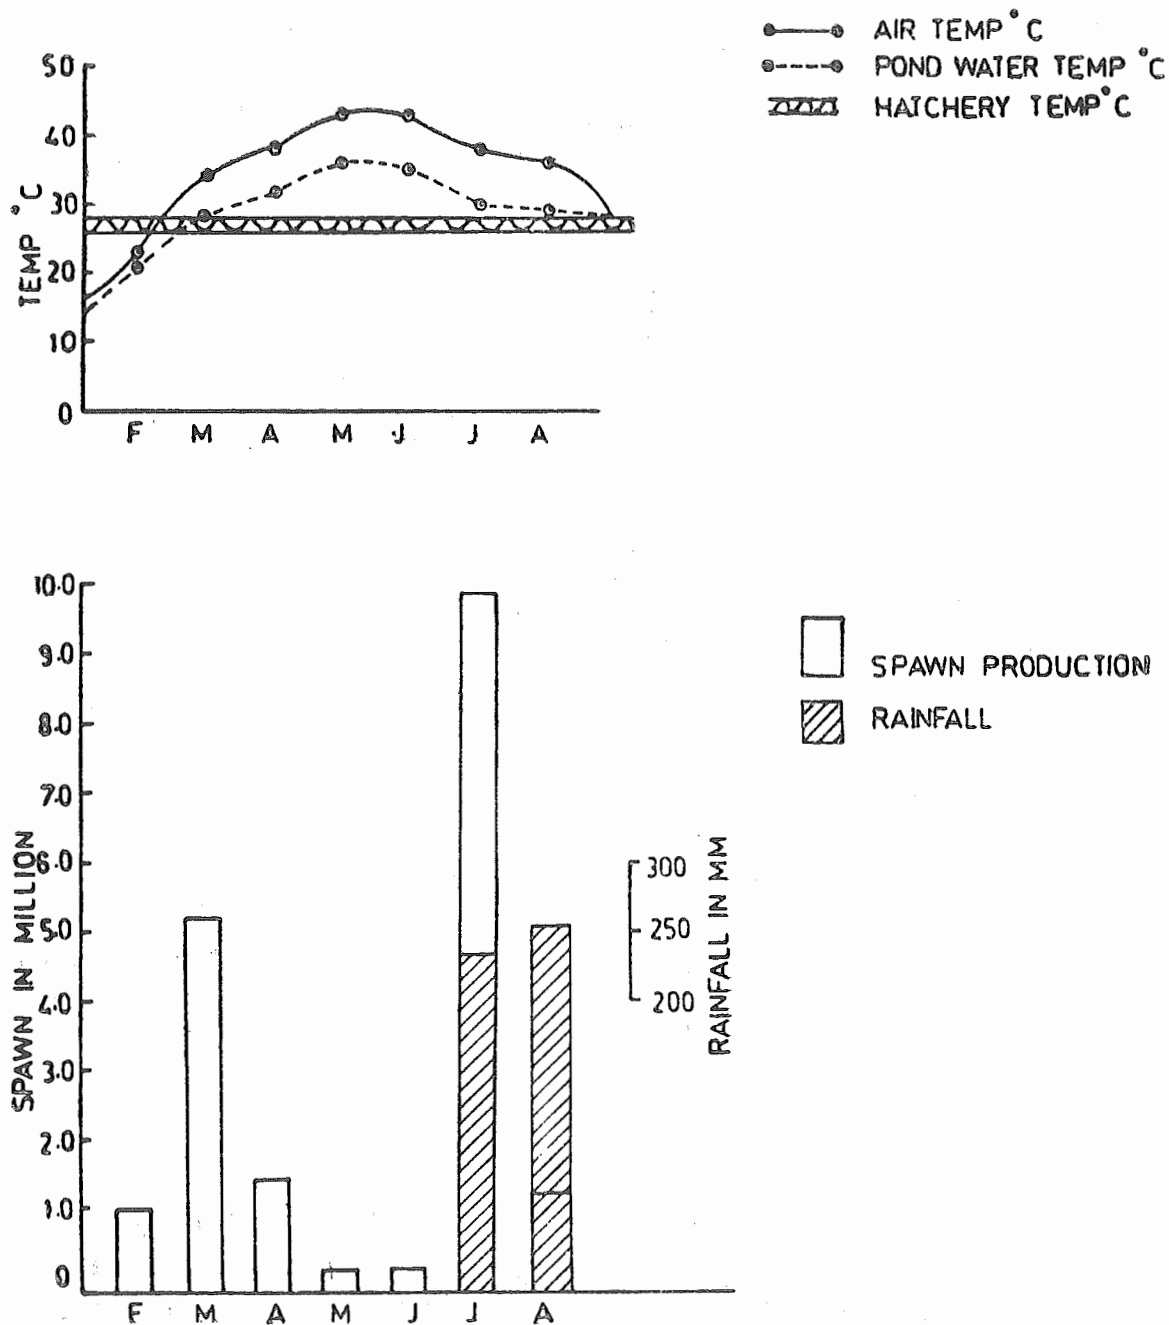 AIR TEMP °C
POND WATER TEMP °C
HATCHERY TEMP°C
TEMP °C
50
40
30
20
10
0
F M A M J J A
SPAWN PRODUCTION
RAINFALL
SPAWN IN MILLION
10.0
9.0
8.0
7.0
6.0
5.0
4.0
3.0
2.0
1.0
0
300
250
200
RAINFALL IN MM
F M A M J J A